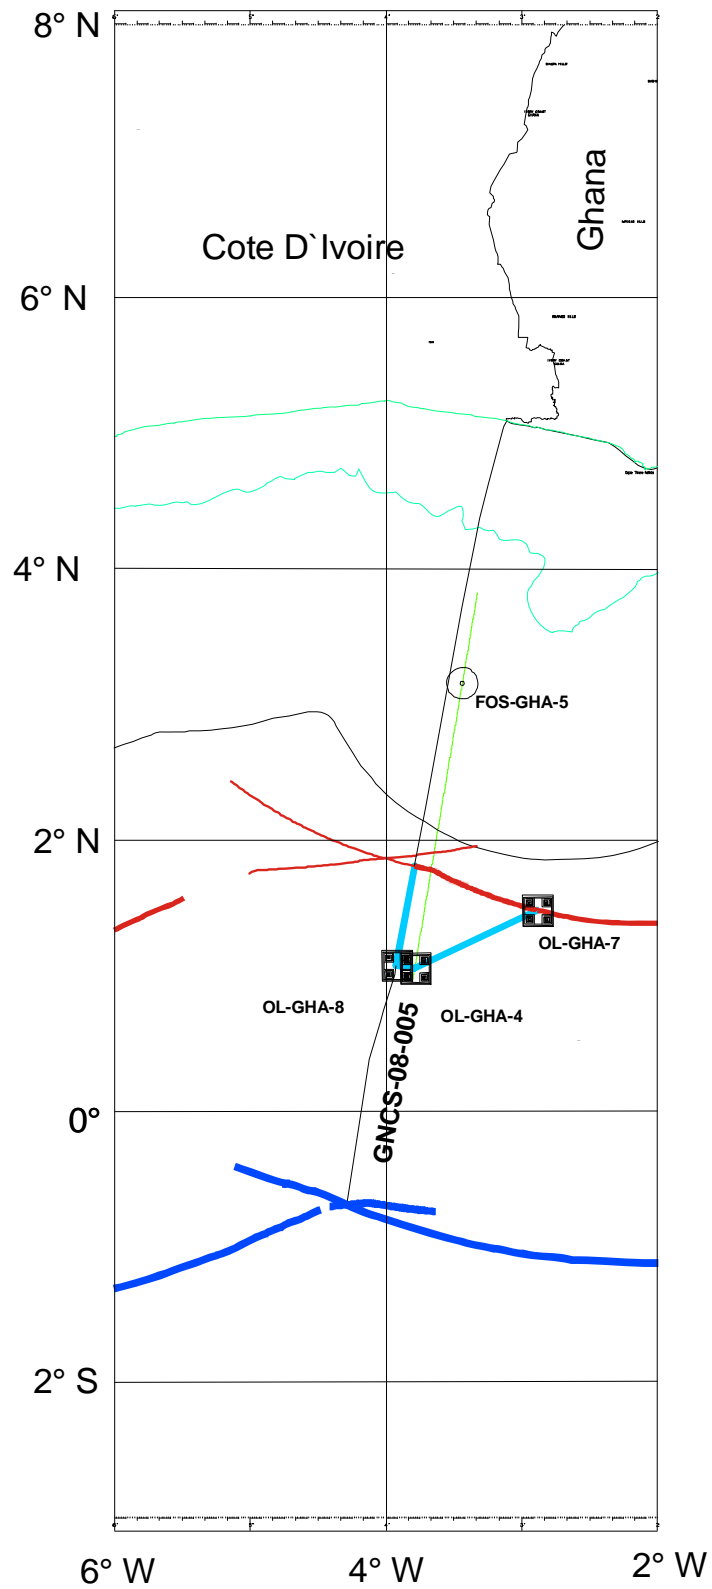 8° N
Ghana
Cote D`Ivoire
6° N
4° N
FOS-GHA-5
2° N
OL-GHA-7
OL-GHA-8
OL-GHA-4
GNCS-08-005
0°
2° S
6° W
4° W
2° W